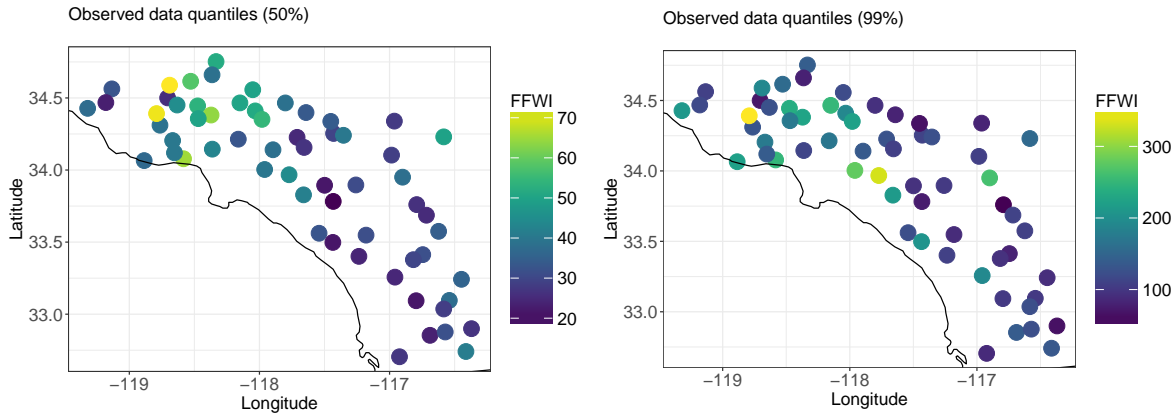 Observed data quantiles (50%)
34.5
34.0
33.5
33.0
Latitude
−119
−118
−117
Longitude
FFWI
70
60
50
40
30
20
Observed data quantiles (99%)
34.5
34.0
33.5
33.0
Latitude
−119
−118
−117
Longitude
FFWI
300
200
100